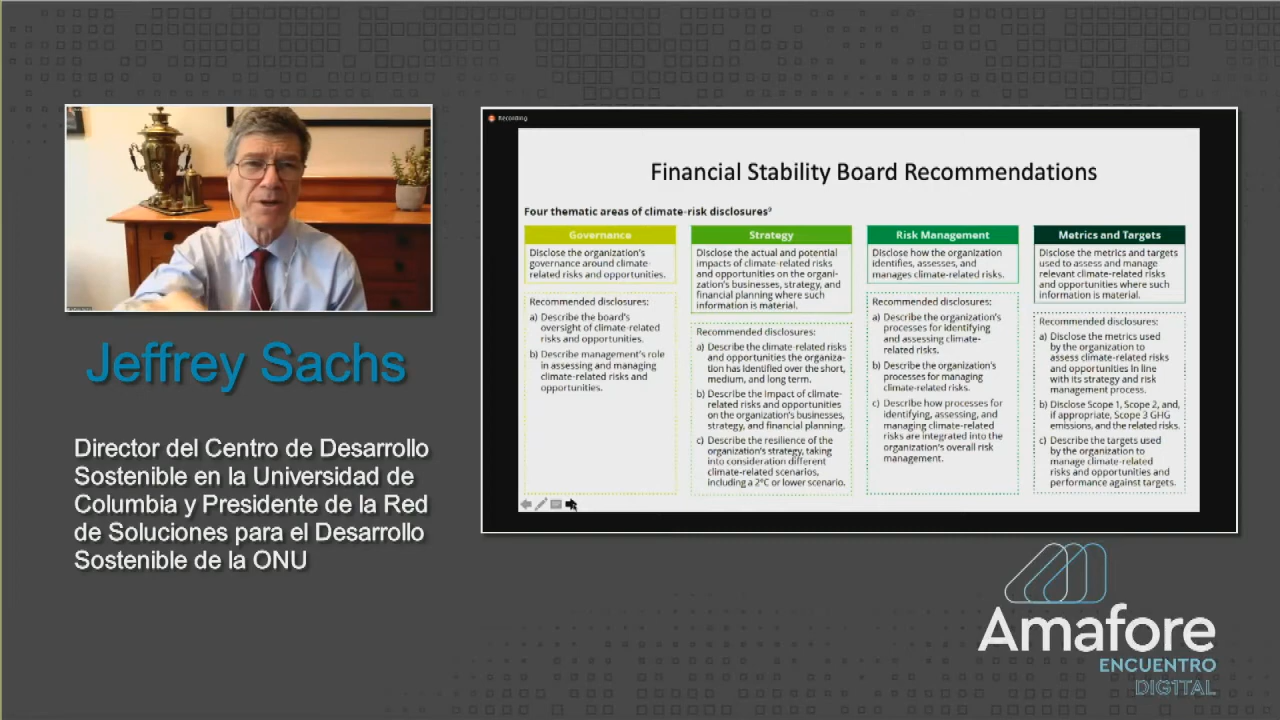 Jeffrey Sachs
Director del Centro de Desarrollo
Sostenible en la Universidad de
Columbia y Presidente de la Red
de Soluciones para el Desarrollo
Sostenible de la ONU
Recording
Financial Stability Board Recommendations
Four thematic areas of climate-risk disclosures⁹
Governance
Disclose the organization's
governance around climate-
related risks and opportunities.
Recommended disclosures:
a) Describe the board's
oversight of climate-related
risks and opportunities.
b) Describe management's role
in assessing and managing
climate-related risks and
opportunities.
Strategy
Disclose the actual and potential
impacts of climate-related risks
and opportunities on the organi-
zation's businesses, strategy, and
financial planning where such
information is material.
Recommended disclosures:
a) Describe the climate-related risks
and opportunities the organiza-
tion has identified over the short,
medium, and long term.
b) Describe the impact of climate-
related risks and opportunities
on the organization's businesses,
strategy, and financial planning.
c) Describe the resilience of the
organization's strategy, taking
into consideration different
climate-related scenarios,
including a 2°C or lower scenario.
Risk Management
Disclose how the organization
identifies, assesses, and
manages climate-related risks.
Recommended disclosures:
a) Describe the organization's
processes for identifying
and assessing climate-
related risks.
b) Describe the organization's
processes for managing
climate-related risks.
c) Describe how processes for
identifying, assessing, and
managing climate-related
risks are integrated into the
organization's overall risk
management.
Metrics and Targets
Disclose the metrics and targets
used to assess and manage
relevant climate-related risks
and opportunities where such
information is material.
Recommended disclosures:
a) Disclose the metrics used
by the organization to
assess climate-related risks
and opportunities in line
with its strategy and risk
management process.
b) Disclose Scope 1, Scope 2, and,
if appropriate, Scope 3 GHG
emissions, and the related risks.
c) Describe the targets used
by the organization to
manage climate-related
risks and opportunities and
performance against targets.
Amafore
ENCUENTRO
DIG1TAL